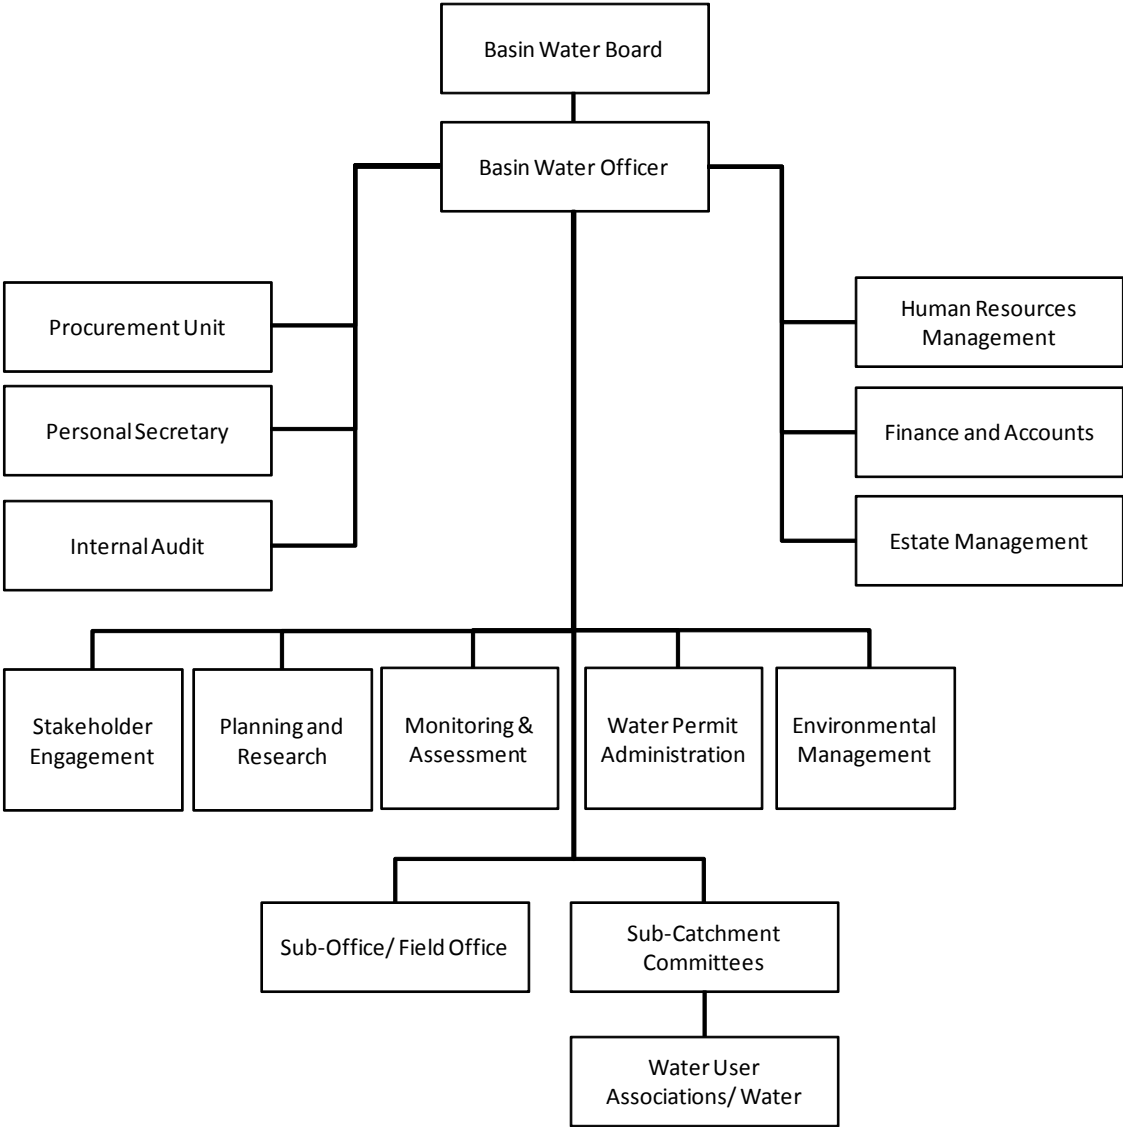 Basin Water Board
Basin Water Officer
Procurement Unit
Human Resources
Management
Personal Secretary
Finance and Accounts
Internal Audit
Estate Management
Stakeholder
Engagement
Planning and
Research
Monitoring &
Assessment
Water Permit
Administration
Environmental
Management
Sub-Office/ Field Office
Sub-Catchment
Committees
Water User
Associations/ Water